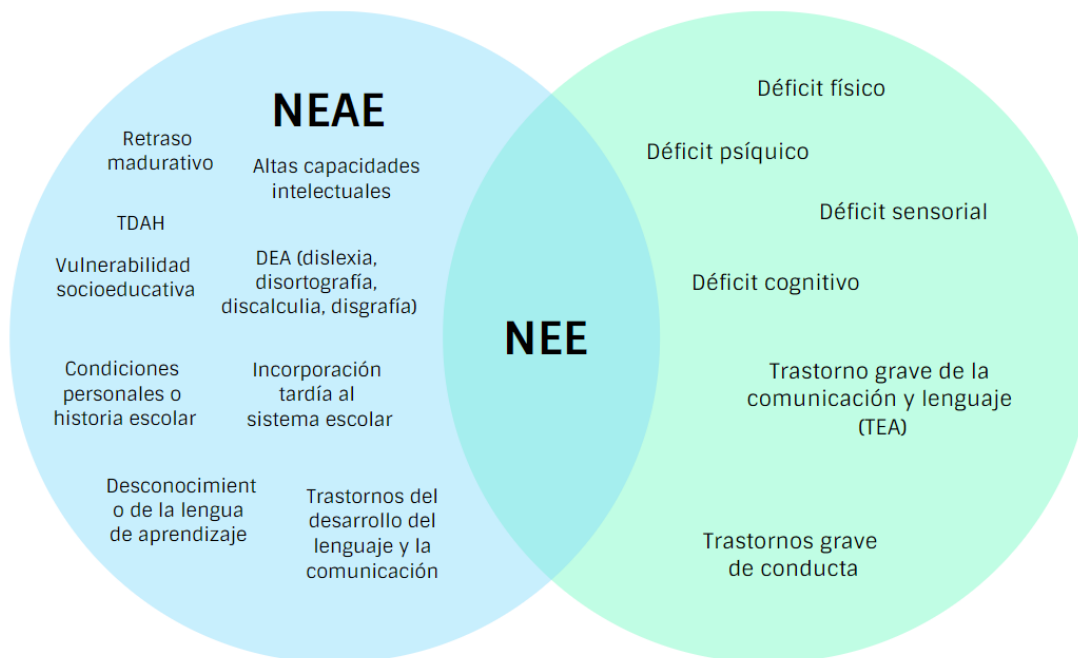 NEAE
Retraso
madurativo
Altas capacidades
intelectuales
TDAH
Vulnerabilidad
socioeducativa
DEA (dislexia,
disortografía,
discalculia, disgrafía)
Condiciones
personales o
historia escolar
Incorporación
tardía al
sistema escolar
Desconocimient
o de la lengua
de aprendizaje
Trastornos del
desarrollo del
lenguaje y la
comunicación
NEE
Déficit físico
Déficit psíquico
Déficit sensorial
Déficit cognitivo
Trastorno grave de la
comunicación y lenguaje
(TEA)
Trastornos grave
de conducta